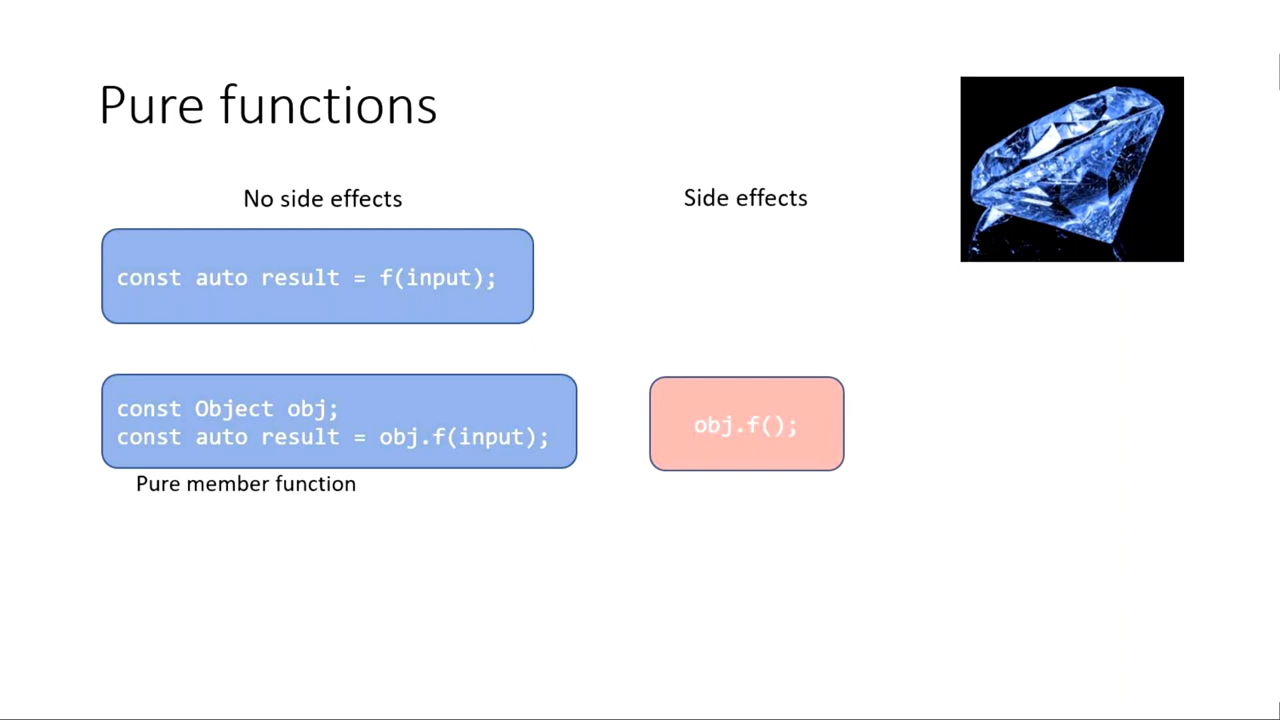 Pure functions
No side effects
Side effects
const auto result = f(input);
const Object obj;
const auto result = obj.f(input);
obj.f();
Pure member function